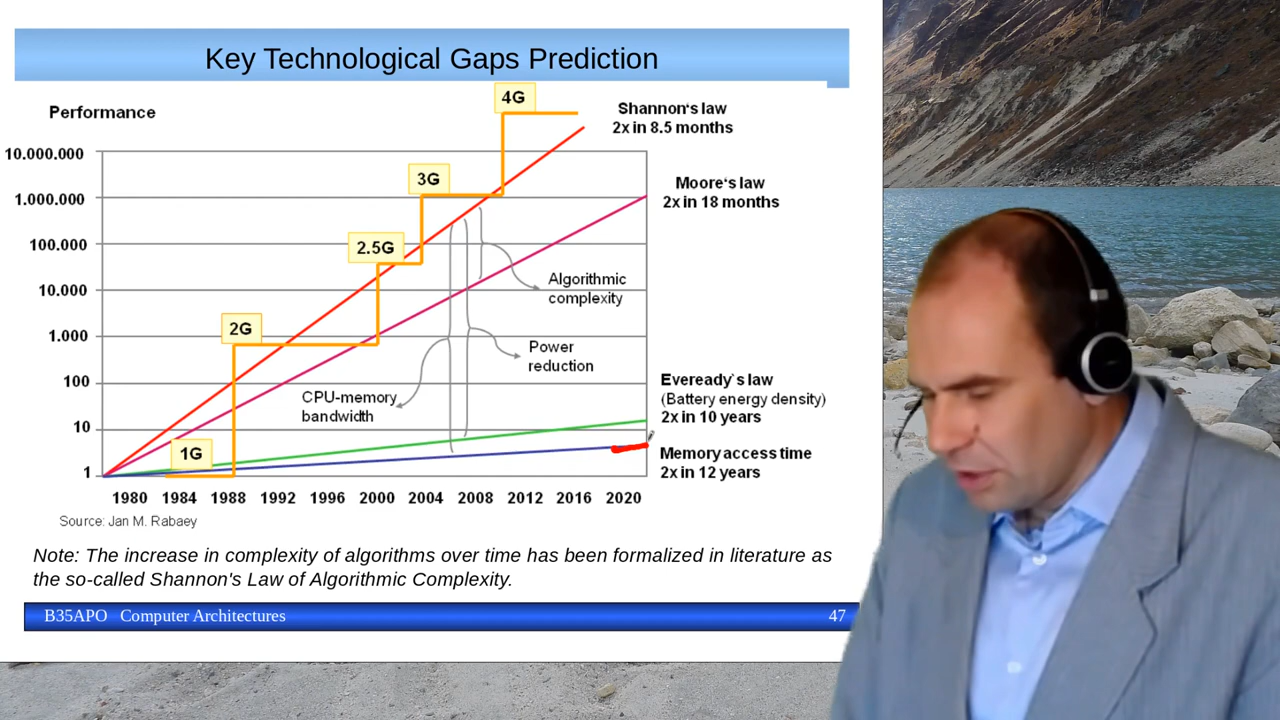 Key Technological Gaps Prediction
Performance
4G
Shannon‘s law
2x in 8.5 months
10.000.000
3G
Moore‘s law
2x in 18 months
1.000.000
2.5G
100.000
Algorithmic
complexity
10.000
2G
1.000
Power
reduction
100
CPU-memory
bandwidth
Eveready`s law
(Battery energy density)
2x in 10 years
10
1G
Memory access time
2x in 12 years
1
1980 1984 1988 1992 1996 2000 2004 2008 2012 2016 2020
Source: Jan M. Rabaey
Note: The increase in complexity of algorithms over time has been formalized in literature as
the so-called Shannon's Law of Algorithmic Complexity.
B35APO Computer Architectures 47